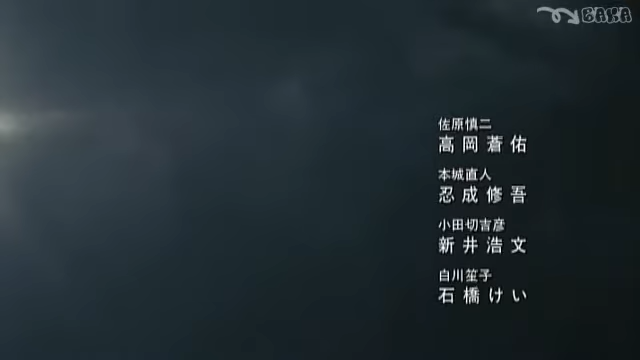 BAKA
佐原慎二
高岡蒼佑
本城直人
忍成修吾
小田切吉彦
新井浩文
白川笙子
石橋けい